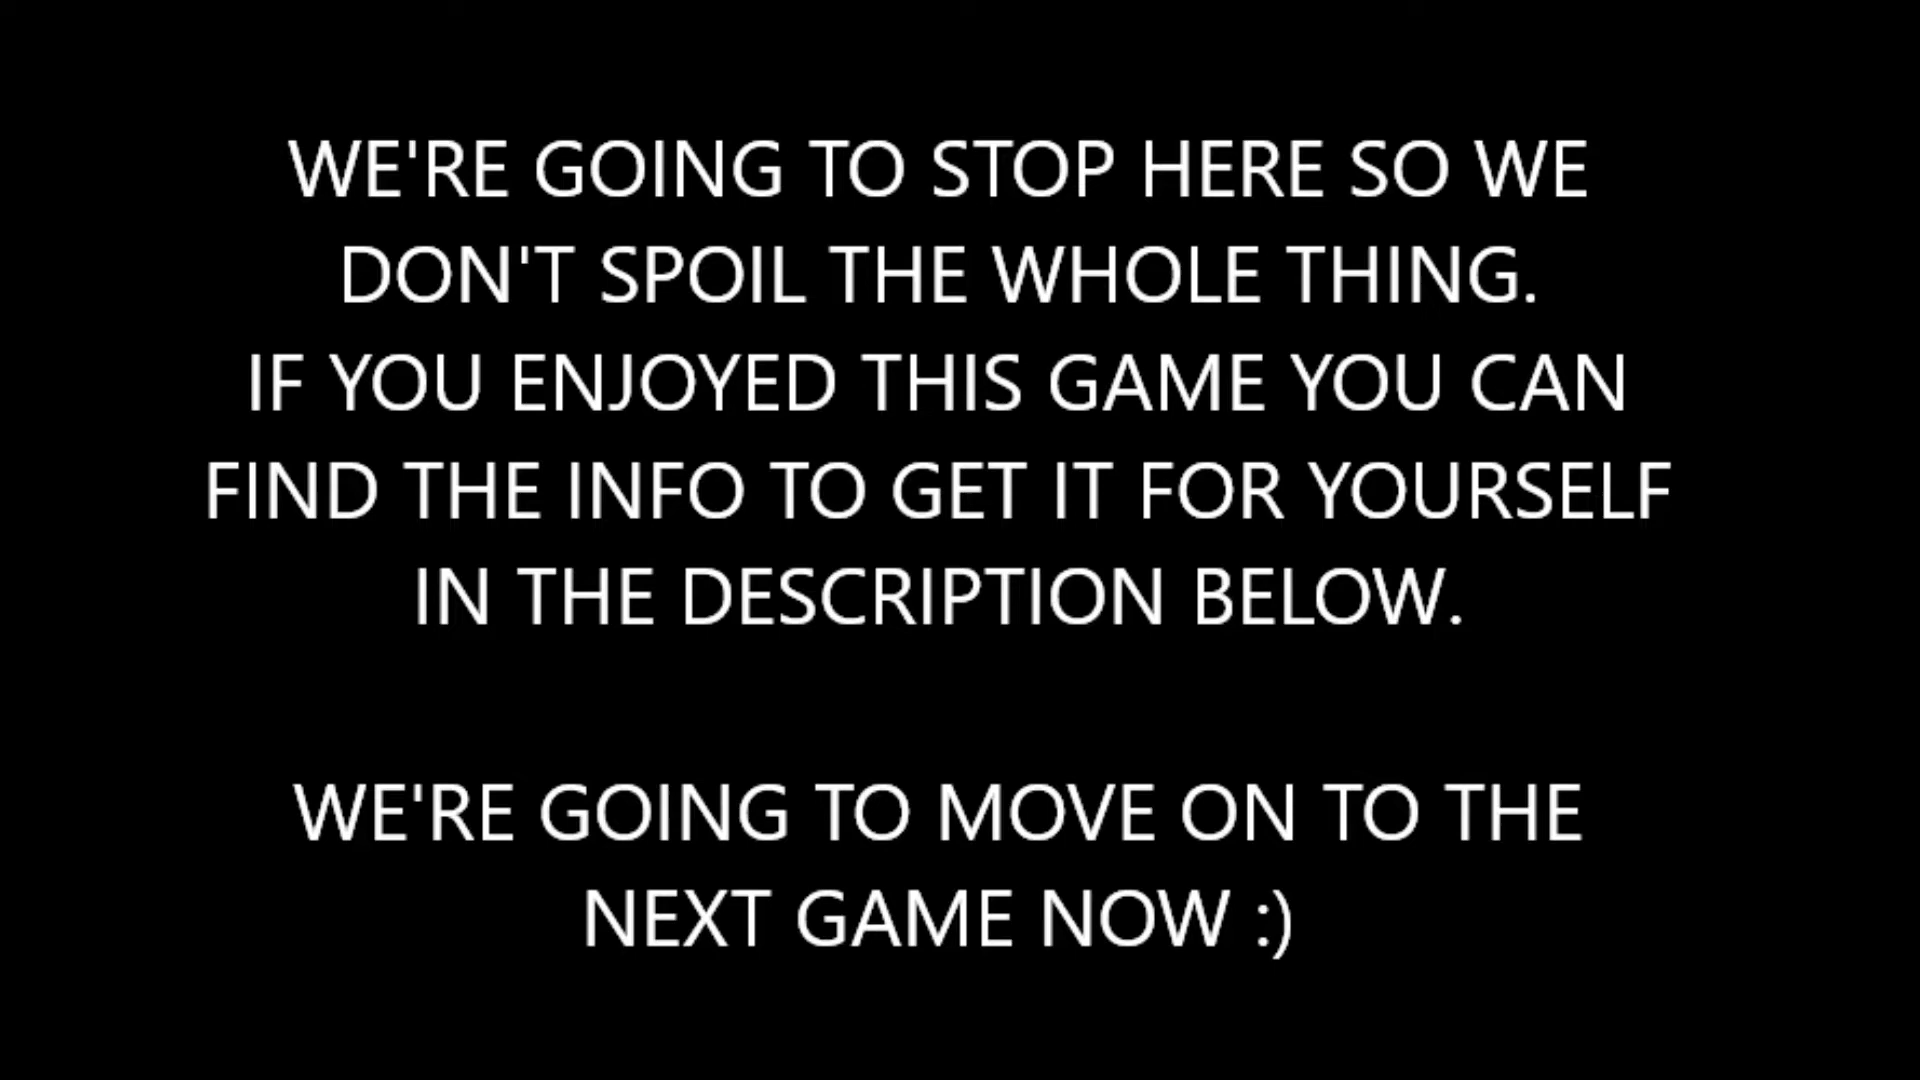 WE'RE GOING TO STOP HERE SO WE
DON'T SPOIL THE WHOLE THING.
IF YOU ENJOYED THIS GAME YOU CAN
FIND THE INFO TO GET IT FOR YOURSELF
IN THE DESCRIPTION BELOW.
WE'RE GOING TO MOVE ON TO THE
NEXT GAME NOW :)